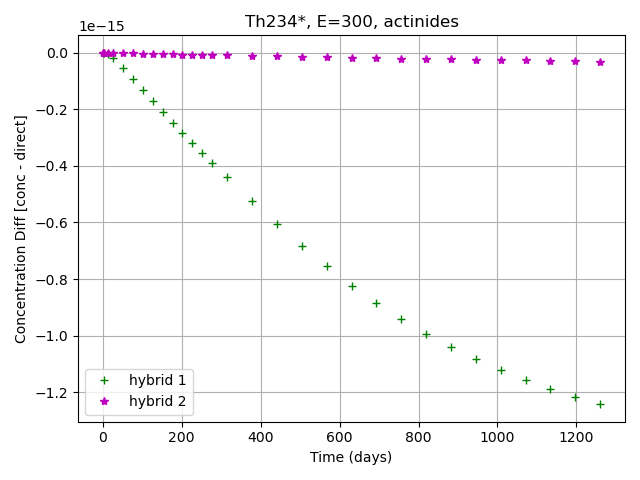 Th234*, E=300, actinides
1e−15
0.0
−0.2
−0.4
−0.6
−0.8
−1.0
−1.2
Concentration Diff [conc - direct]
hybrid 1
hybrid 2
0 200 400 600 800 1000 1200
Time (days)